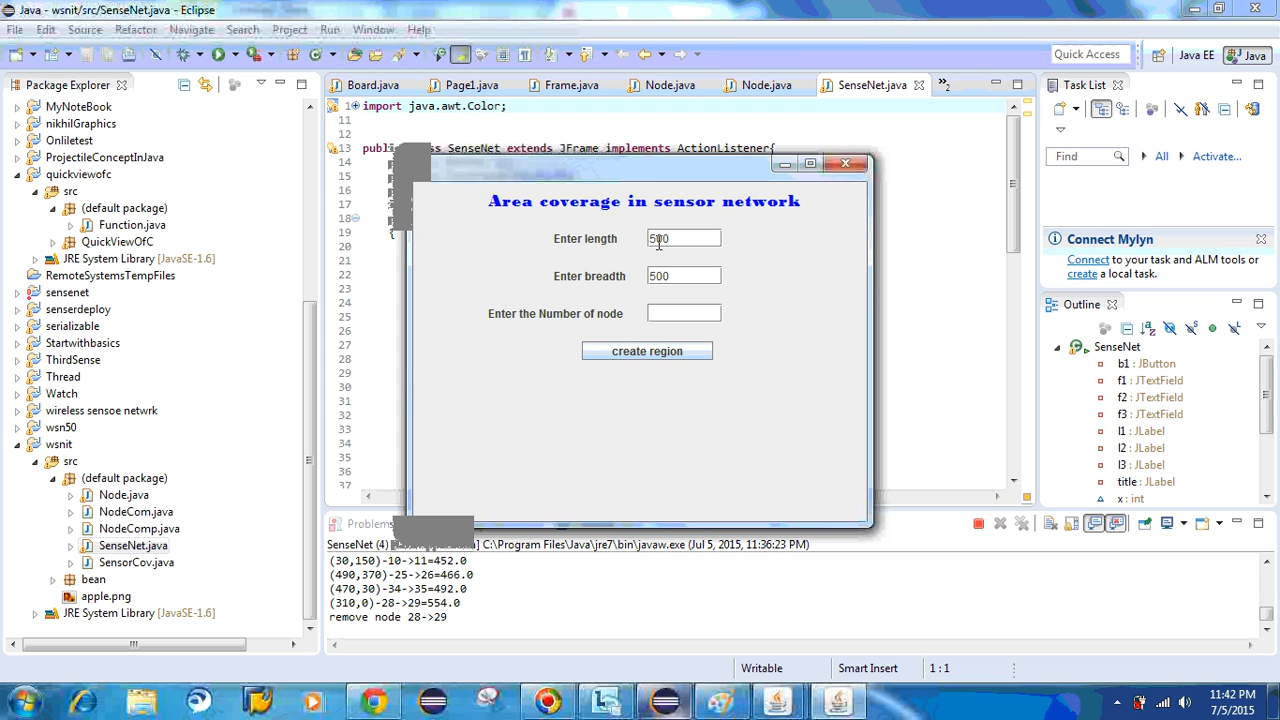 Java - wsnit/src/SenseNet.java - Eclipse
File Edit Source Refactor Navigate Search Project Run Window Help
Quick Access
Java EE
Java
Package Explorer
Board.java
Page1.java
Frame.java
Node.java
Node.java
SenseNet.java
Task List
MyNoteBook
nikhilGraphics
Onliletest
ProjectileConceptInJava
quickviewofc
src
(default package)
Function.java
QuickViewOfC
JRE System Library [JavaSE-1.6]
RemoteSystemsTempFiles
sensenet
senserdeploy
serializable
Startwithbasics
ThirdSense
Thread
Watch
wireless sensoe netwrk
wsn50
wsnit
src
(default package)
Node.java
NodeCom.java
NodeComp.java
SenseNet.java
SensorCov.java
bean
apple.png
JRE System Library [JavaSE-1.6]
1 import java.awt.Color;
11
12
13 SenseNet extends JFrame implements ActionListener{
14
15
16
17
18
19 {
20
21
22
23
24
25
26
27
28
29
30
31
32
33
34
35
36
37
Area coverage in sensor network
Enter length 500
Enter breadth 500
Enter the Number of node
create region
Find
All
Activate...
Connect Mylyn
Connect to your task and ALM tools or
create a local task.
Outline
SenseNet
b1 : JButton
f1 : JTextField
f2 : JTextField
f3 : JTextField
l1 : JLabel
l2 : JLabel
l3 : JLabel
title : JLabel
x : int
Problems
SenseNet (4) C:\Program Files\Java\jre7\bin\javaw.exe (Jul 5, 2015, 11:36:23 PM)
(30,150)-10->11=452.0
(490,370)-25->26=466.0
(470,30)-34->35=492.0
(310,0)-28->29=554.0
remove node 28->29
Writable
Smart Insert
1 : 1
11:42 PM
7/5/2015